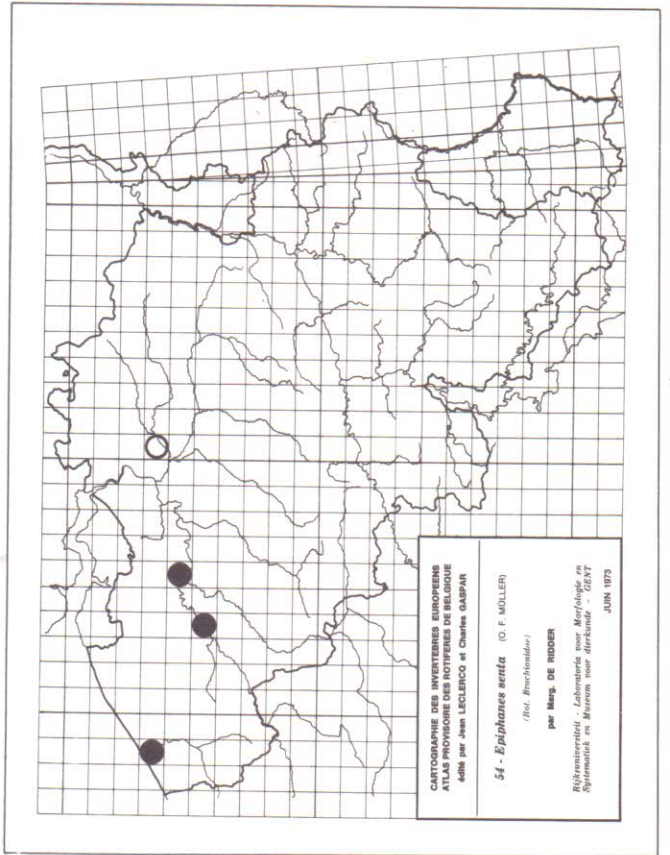 CARTOGRAPHIE DES INVERTEBRES EUROPEENS
ATLAS PROVISOIRE DES ROTIFERES DE BELGIQUE
édité par Jean LECLERCQ et Charles GASPAR
54 - Epiphanes senta (O. F. MÜLLER)
(Rot. Brachionidae)
par Marg. DE RIDDER
Rijksuniversiteit - Laboratoria voor Morfologie en
Systematiek en Museum voor dierkunde - GENT
JUIN 1973